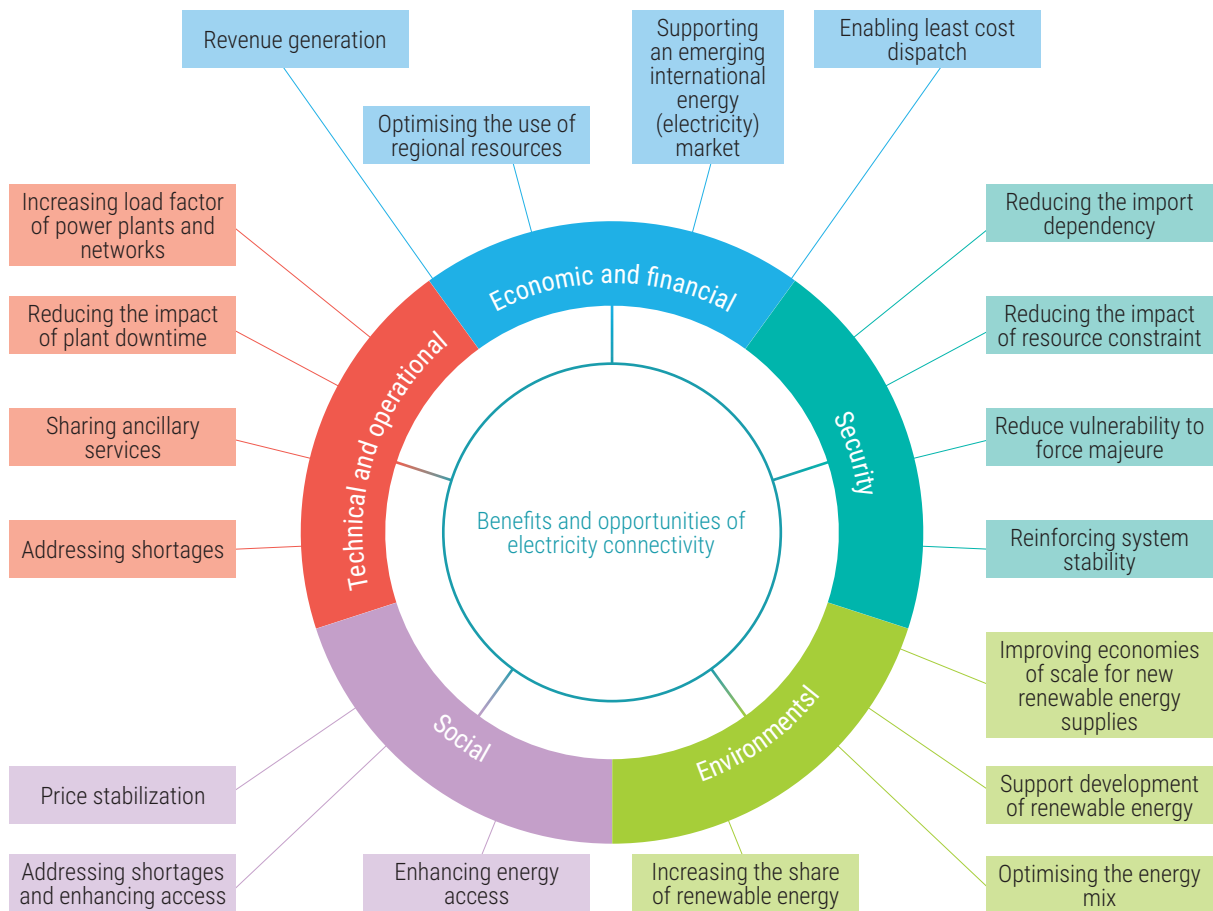 Revenue generation
Optimising the use of
regional resources
Supporting
an emerging
international
energy
(electricity)
market
Enabling least cost
dispatch
Increasing load factor
of power plants and
networks
Reducing the impact
of plant downtime
Sharing ancillary
services
Addressing shortages
Reducing the import
dependency
Reducing the impact
of resource constraint
Reduce vulnerability to
force majeure
Reinforcing system
stability
Economic and financial
Technical and operational
Security
Benefits and opportunities of
electricity connectivity
Social
Environmentsl
Improving economies
of scale for new
renewable energy
supplies
Support development
of renewable energy
Optimising the energy
mix
Increasing the share
of renewable energy
Price stabilization
Addressing shortages
and enhancing access
Enhancing energy
access